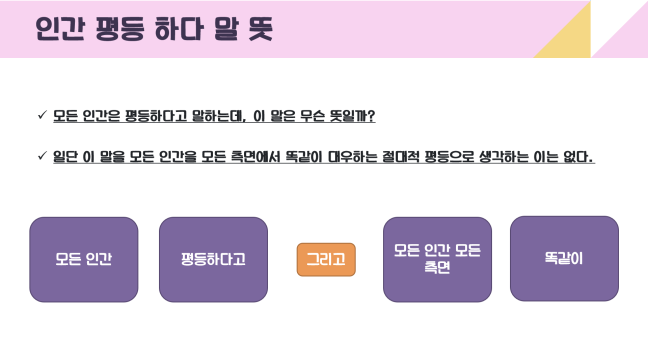 인간 평등 하다 말 뜻
✓ 모든 인간은 평등하다고 말하는데, 이 말은 무슨 뜻일까?
✓ 일단 이 말을 모든 인간을 모든 측면에서 똑같이 대우하는 절대적 평등으로 생각하는 이는 없다.
모든 인간
평등하다고
그리고
모든 인간 모든
측면
똑같이